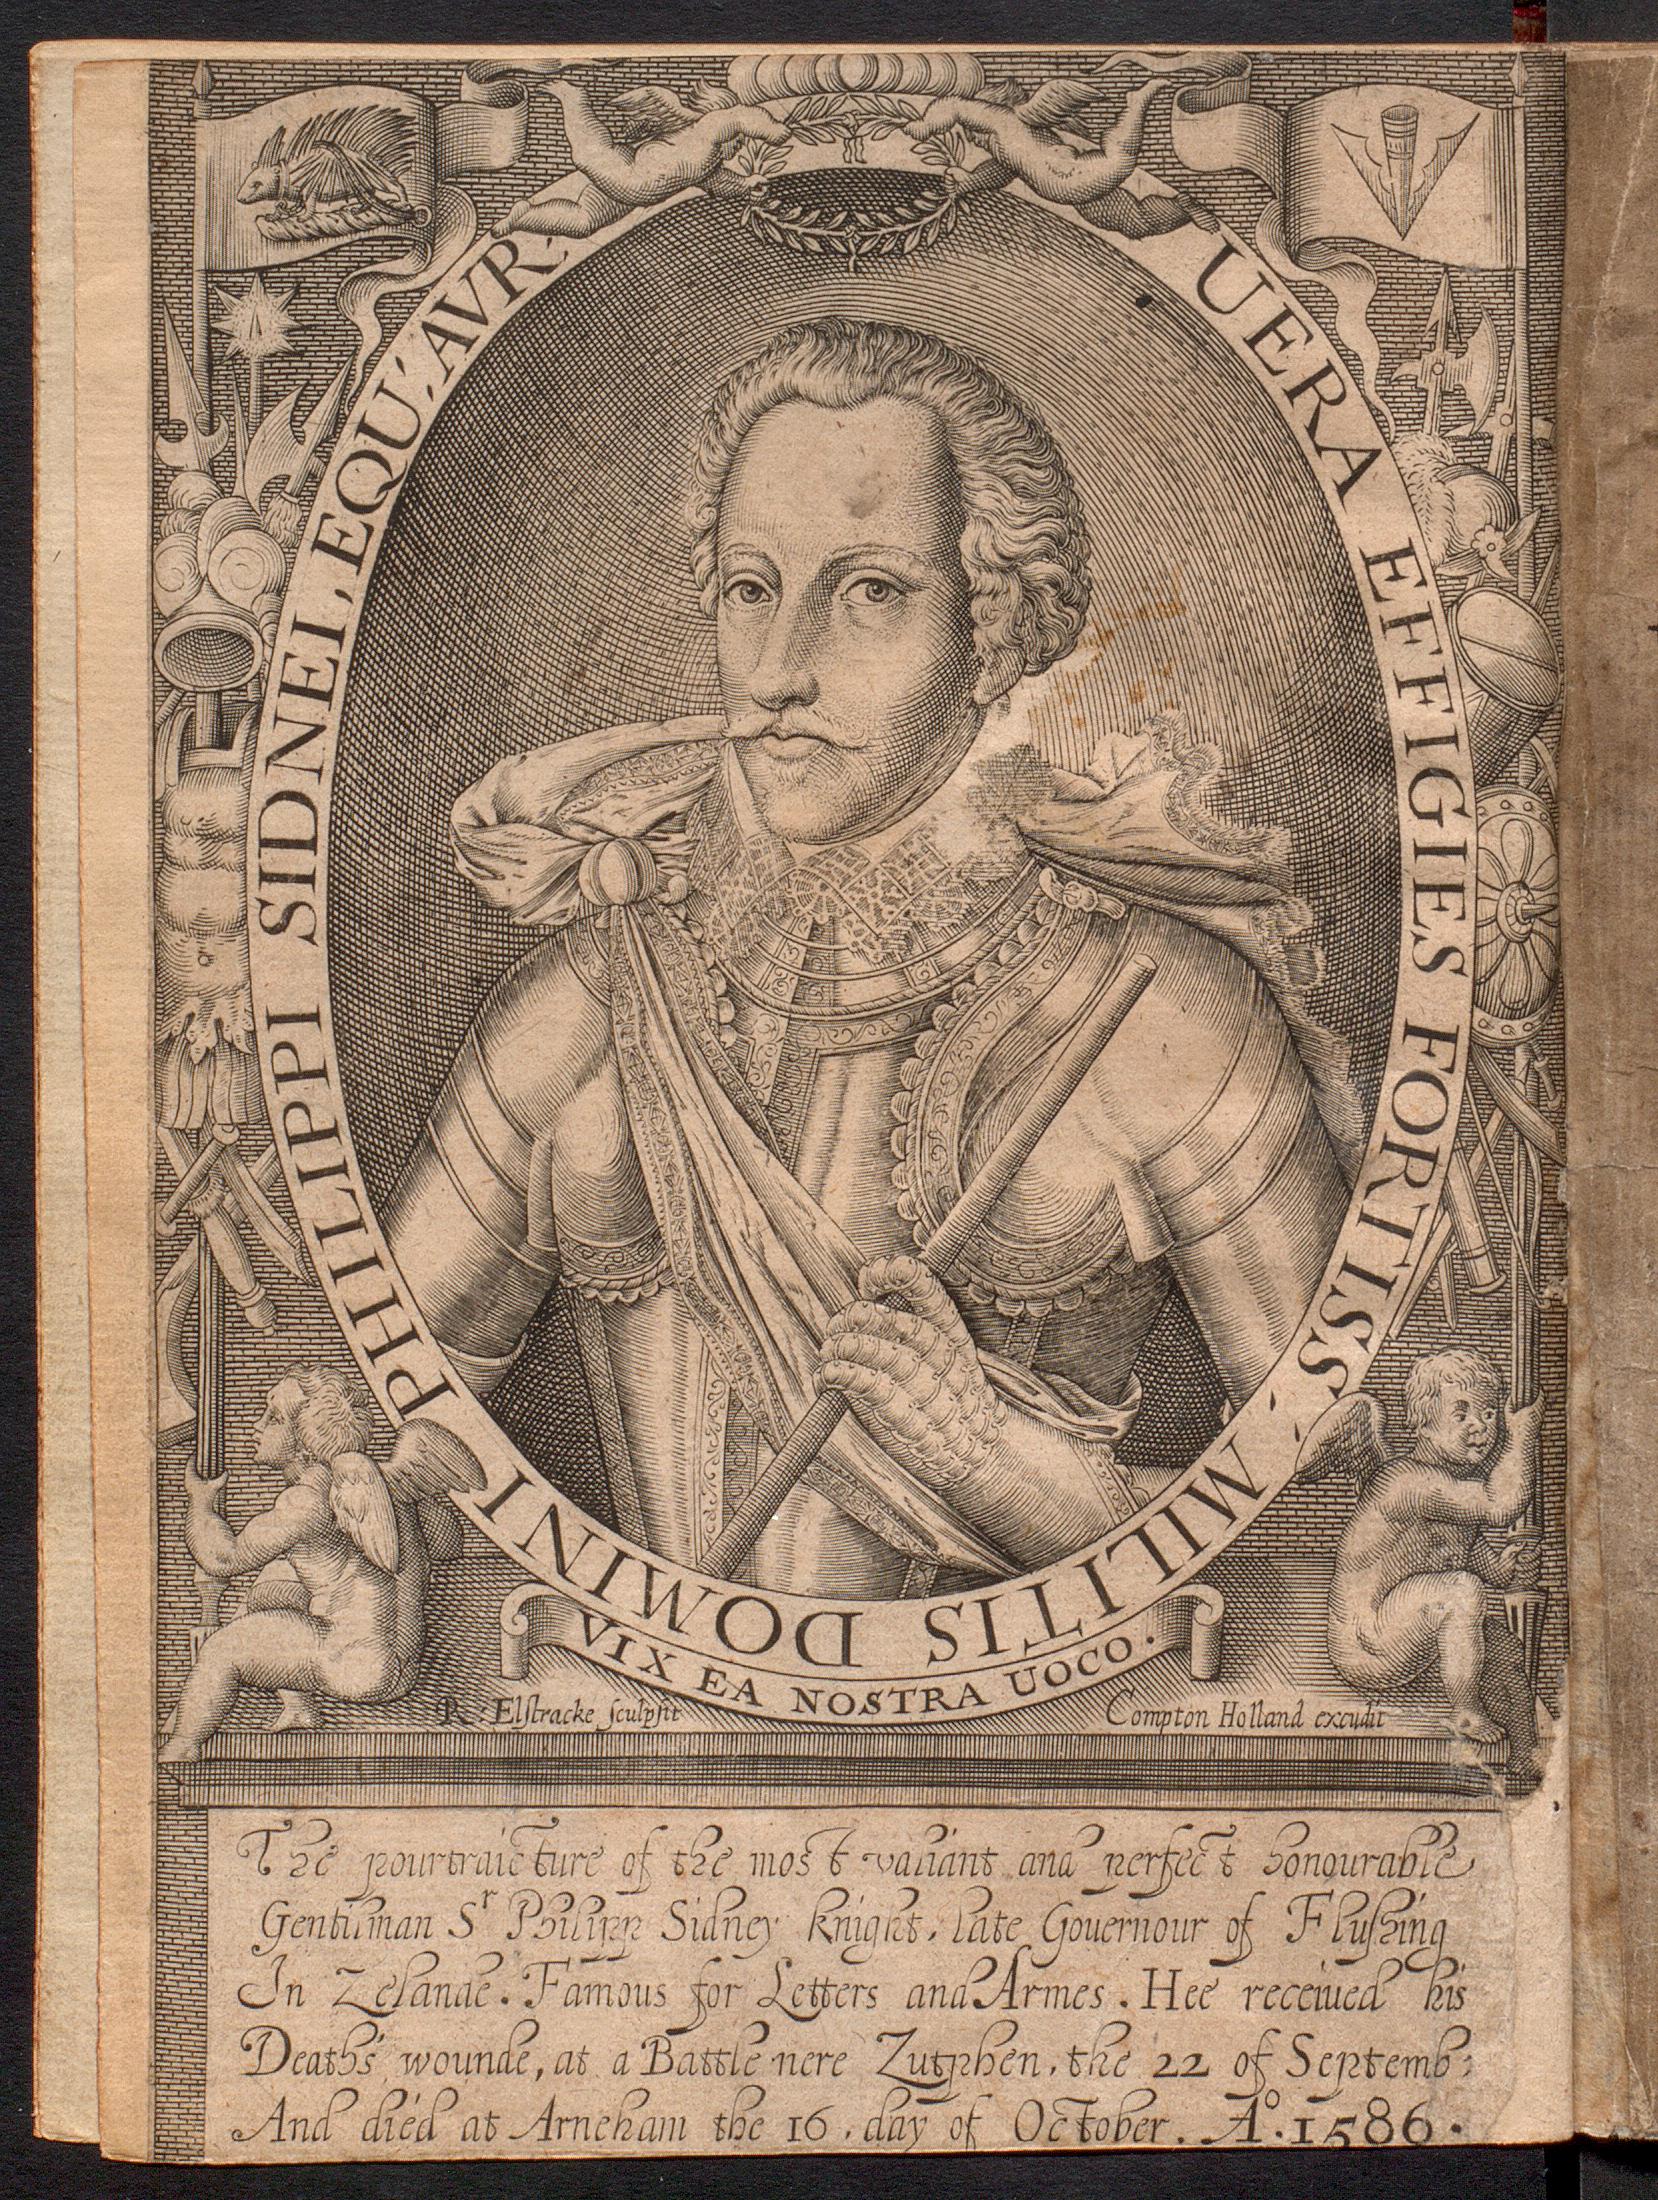 UERA EFFIGIES FORTISS: MILITIS DOMINI PHILIPPI SIDNEI, EQU: AVR:
VIX EA NOSTRA UOCO.
R: Elstracke sculpsit
Compton Holland excudit
The pourtraicture of the most valiant and perfect honourable
Gentilman Sr Philipp Sidney knight, late Gouernour of Flushing
In Zelande. Famous for Letters and Armes. Hee receiued his
Deaths wounde, at a Battle nere Zutphen, the 22 of Septemb:
And died at Arneham the 16. day of October. Ao. 1586.